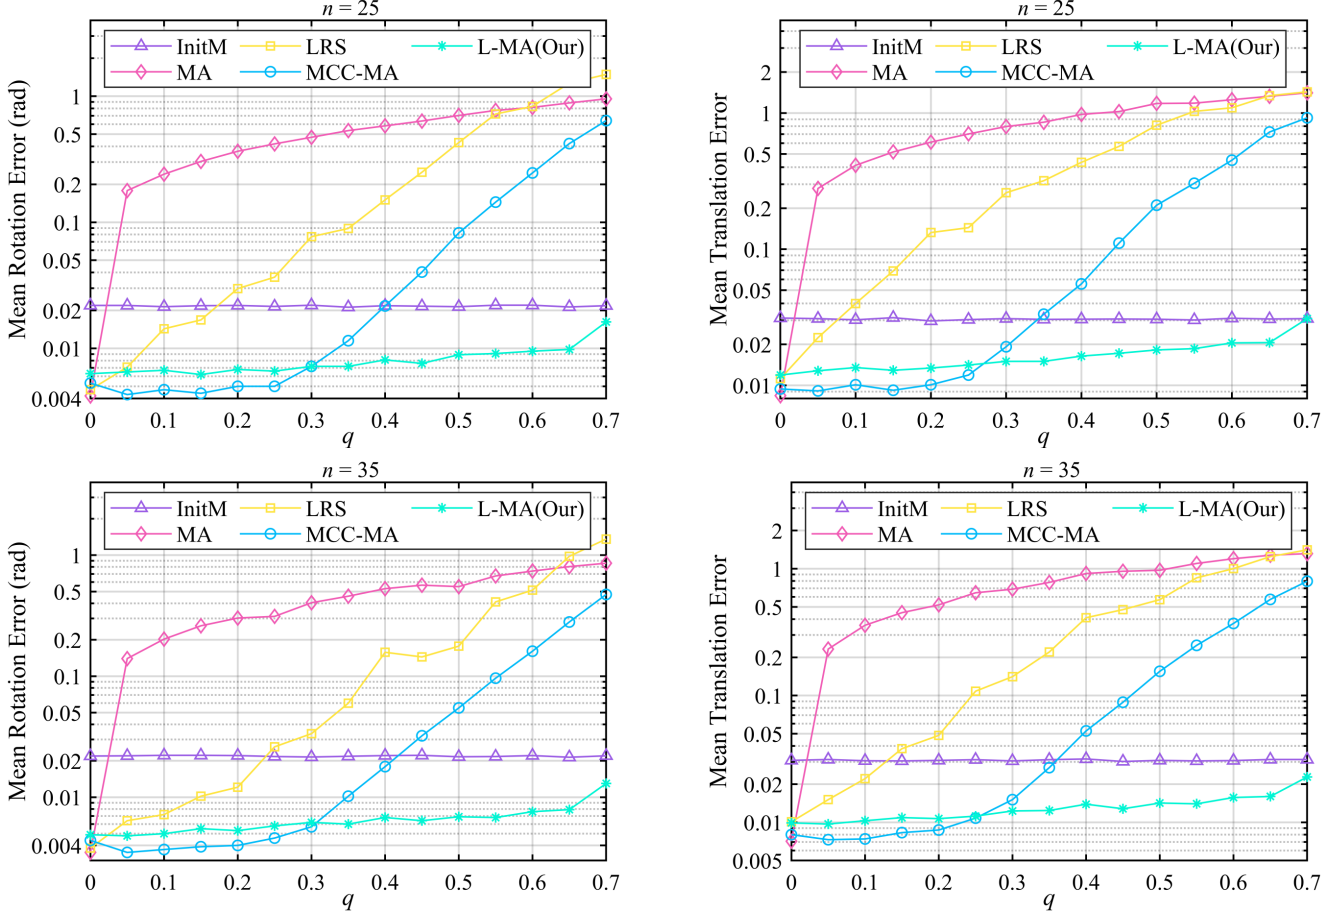 n = 25
InitM LRS L-MA(Our)
MA MCC-MA
Mean Rotation Error (rad)
1
0.5
0.2
0.1
0.05
0.02
0.01
0.004
0 0.1 0.2 0.3 0.4 0.5 0.6 0.7
q
n = 25
InitM LRS L-MA(Our)
MA MCC-MA
Mean Translation Error
2
1
0.5
0.2
0.1
0.05
0.02
0.01
0 0.1 0.2 0.3 0.4 0.5 0.6 0.7
q
n = 35
InitM LRS L-MA(Our)
MA MCC-MA
Mean Rotation Error (rad)
1
0.5
0.2
0.1
0.05
0.02
0.01
0.004
0 0.1 0.2 0.3 0.4 0.5 0.6 0.7
q
n = 35
InitM LRS L-MA(Our)
MA MCC-MA
Mean Translation Error
2
1
0.5
0.2
0.1
0.05
0.02
0.01
0.005
0 0.1 0.2 0.3 0.4 0.5 0.6 0.7
q